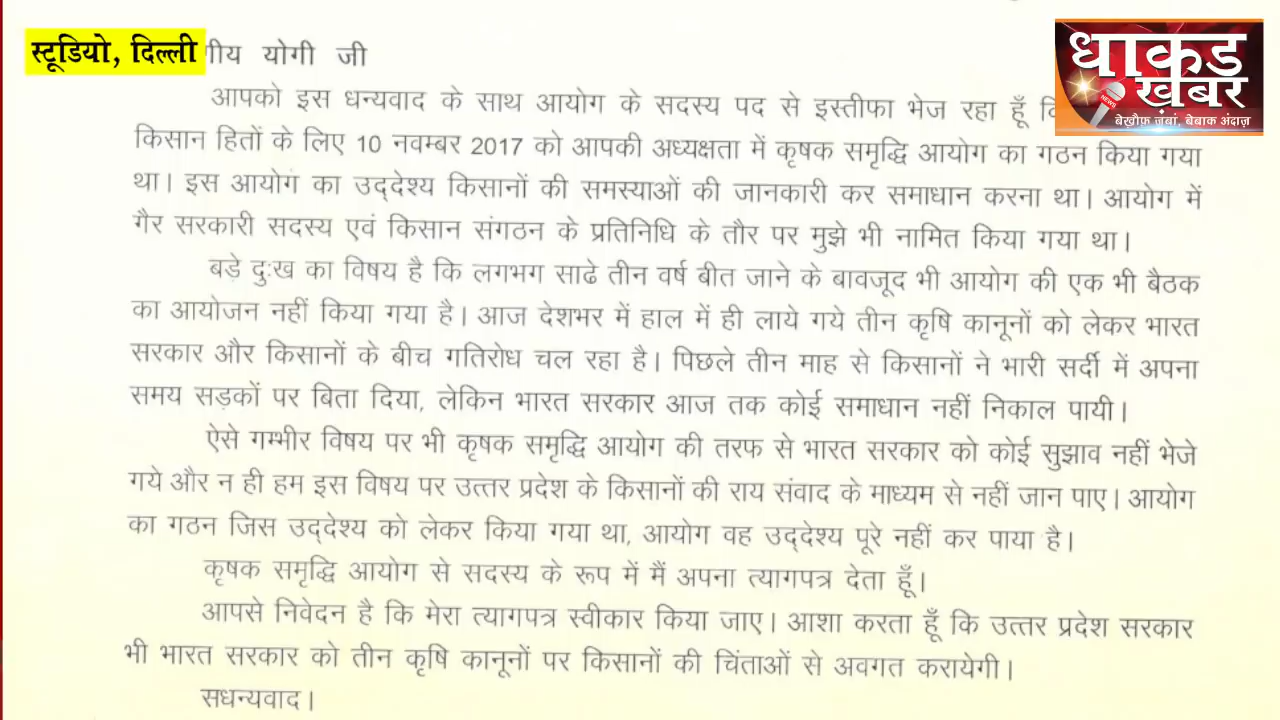 स्टूडियो, दिल्ली
गीय योगी जी
धाकड़
खबर
NEWS
बेख़ौफ़ जुबां, बेबाक अंदाज़
आपको इस धन्यवाद के साथ आयोग के सदस्य पद से इस्तीफा भेज रहा हूँ
किसान हितों के लिए 10 नवम्बर 2017 को आपकी अध्यक्षता में कृषक समृद्धि आयोग का गठन किया गया
था। इस आयोग का उद्देश्य किसानों की समस्याओं की जानकारी कर समाधान करना था। आयोग में
गैर सरकारी सदस्य एवं किसान संगठन के प्रतिनिधि के तौर पर मुझे भी नामित किया गया था।
बड़े दुःख का विषय है कि लगभग साढे तीन वर्ष बीत जाने के बावजूद भी आयोग की एक भी बैठक
का आयोजन नहीं किया गया है। आज देशभर में हाल में ही लाये गये तीन कृषि कानूनों को लेकर भारत
सरकार और किसानों के बीच गतिरोध चल रहा है। पिछले तीन माह से किसानों ने भारी सर्दी में अपना
समय सड़कों पर बिता दिया, लेकिन भारत सरकार आज तक कोई समाधान नहीं निकाल पायी।
ऐसे गम्भीर विषय पर भी कृषक समृद्धि आयोग की तरफ से भारत सरकार को कोई सुझाव नहीं भेजे
गये और न ही हम इस विषय पर उत्तर प्रदेश के किसानों की राय संवाद के माध्यम से नहीं जान पाए। आयोग
का गठन जिस उद्देश्य को लेकर किया गया था, आयोग वह उद्देश्य पूरे नहीं कर पाया है।
कृषक समृद्धि आयोग से सदस्य के रूप में मैं अपना त्यागपत्र देता हूँ।
आपसे निवेदन है कि मेरा त्यागपत्र स्वीकार किया जाए। आशा करता हूँ कि उत्तर प्रदेश सरकार
भी भारत सरकार को तीन कृषि कानूनों पर किसानों की चिंताओं से अवगत करायेगी।
सधन्यवाद।